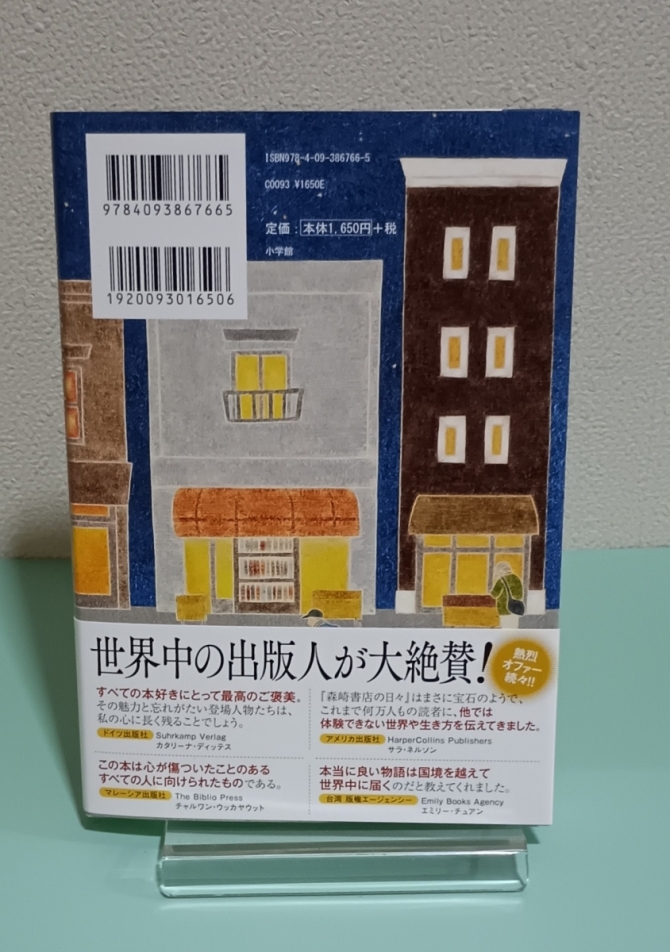 9784093867665
1920093016506
ISBN978-4-09-386766-5
C0093 ¥1650E
定価：本体1,650円＋税
小学館
世界中の出版人が大絶賛！
熱烈
オファー
続々!!
すべての本好きにとって最高のご褒美。
その魅力と忘れがたい登場人物たちは、
私の心に長く残ることでしょう。
ドイツ出版社 Suhrkamp Verlag
カタリーナ・ディッテス
『森崎書店の日々』はまさに宝石のようで、
これまで何万人もの読者に、他では
体験できない世界や生き方を伝えてきました。
アメリカ出版社 HarperCollins Publishers
サラ・ネルソン
この本は心が傷ついたことのある
すべての人に向けられたものである。
マレーシア出版社 The Biblio Press
チャルワン・ウッカサウット
本当に良い物語は国境を越えて
世界中に届くのだと教えてくれました。
台湾 版権エージェンシー Emily Books Agency
エミリー・チュアン